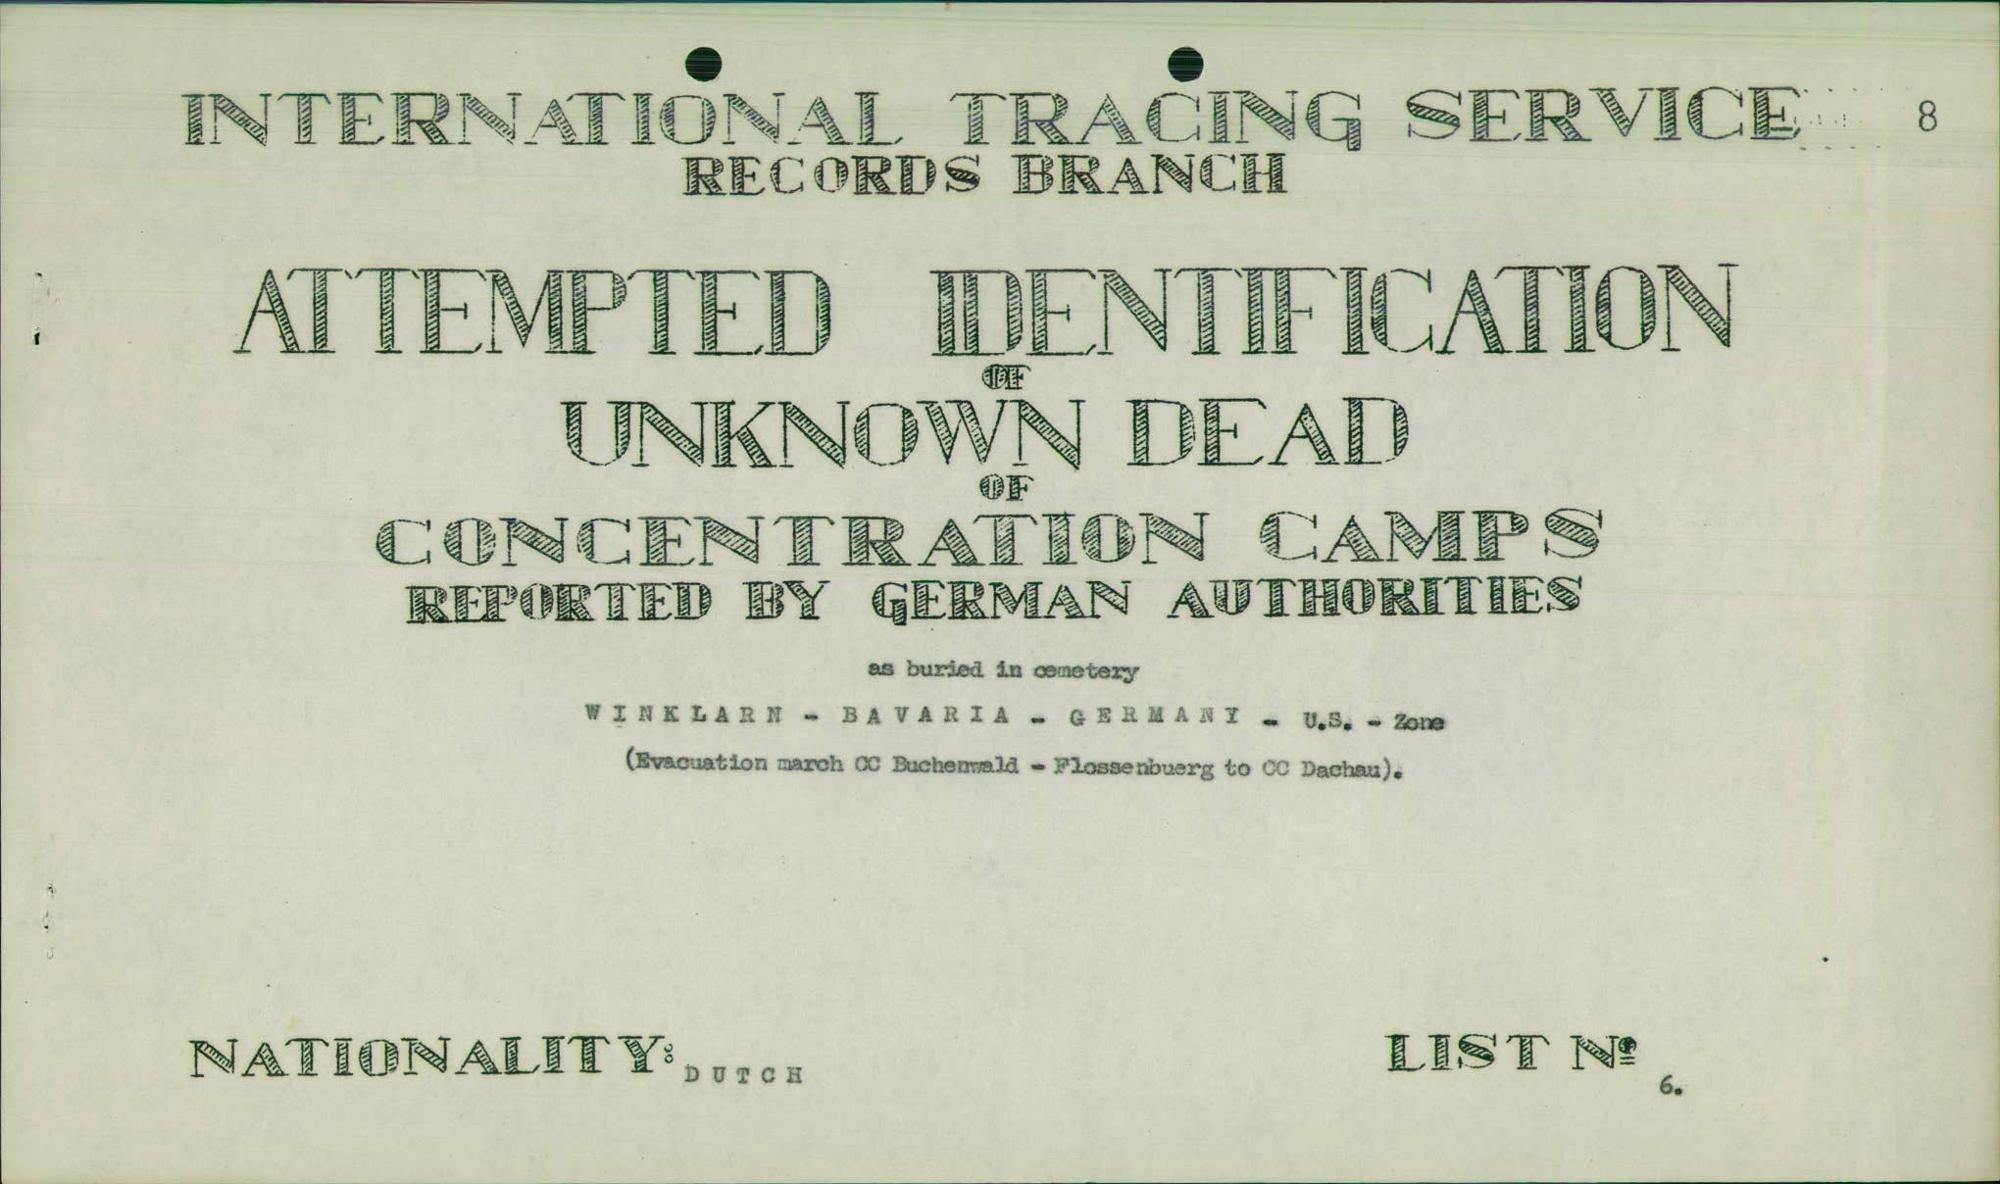 INTERNATIONAL TRACING SERVICE 8
RECORDS BRANCH
ATTEMPTED IDENTIFICATION
OF
UNKNOWN DEAD
OF
CONCENTRATION CAMPS
REPORTED BY GERMAN AUTHORITIES
as buried in cemetery
WINKLARN - BAVARIA - GERMANY - U.S. - Zone
(Evacuation march CC Buchenwald - Flossenbuerg to CC Dachau).
NATIONALITY: DUTCH LIST Nº 6.